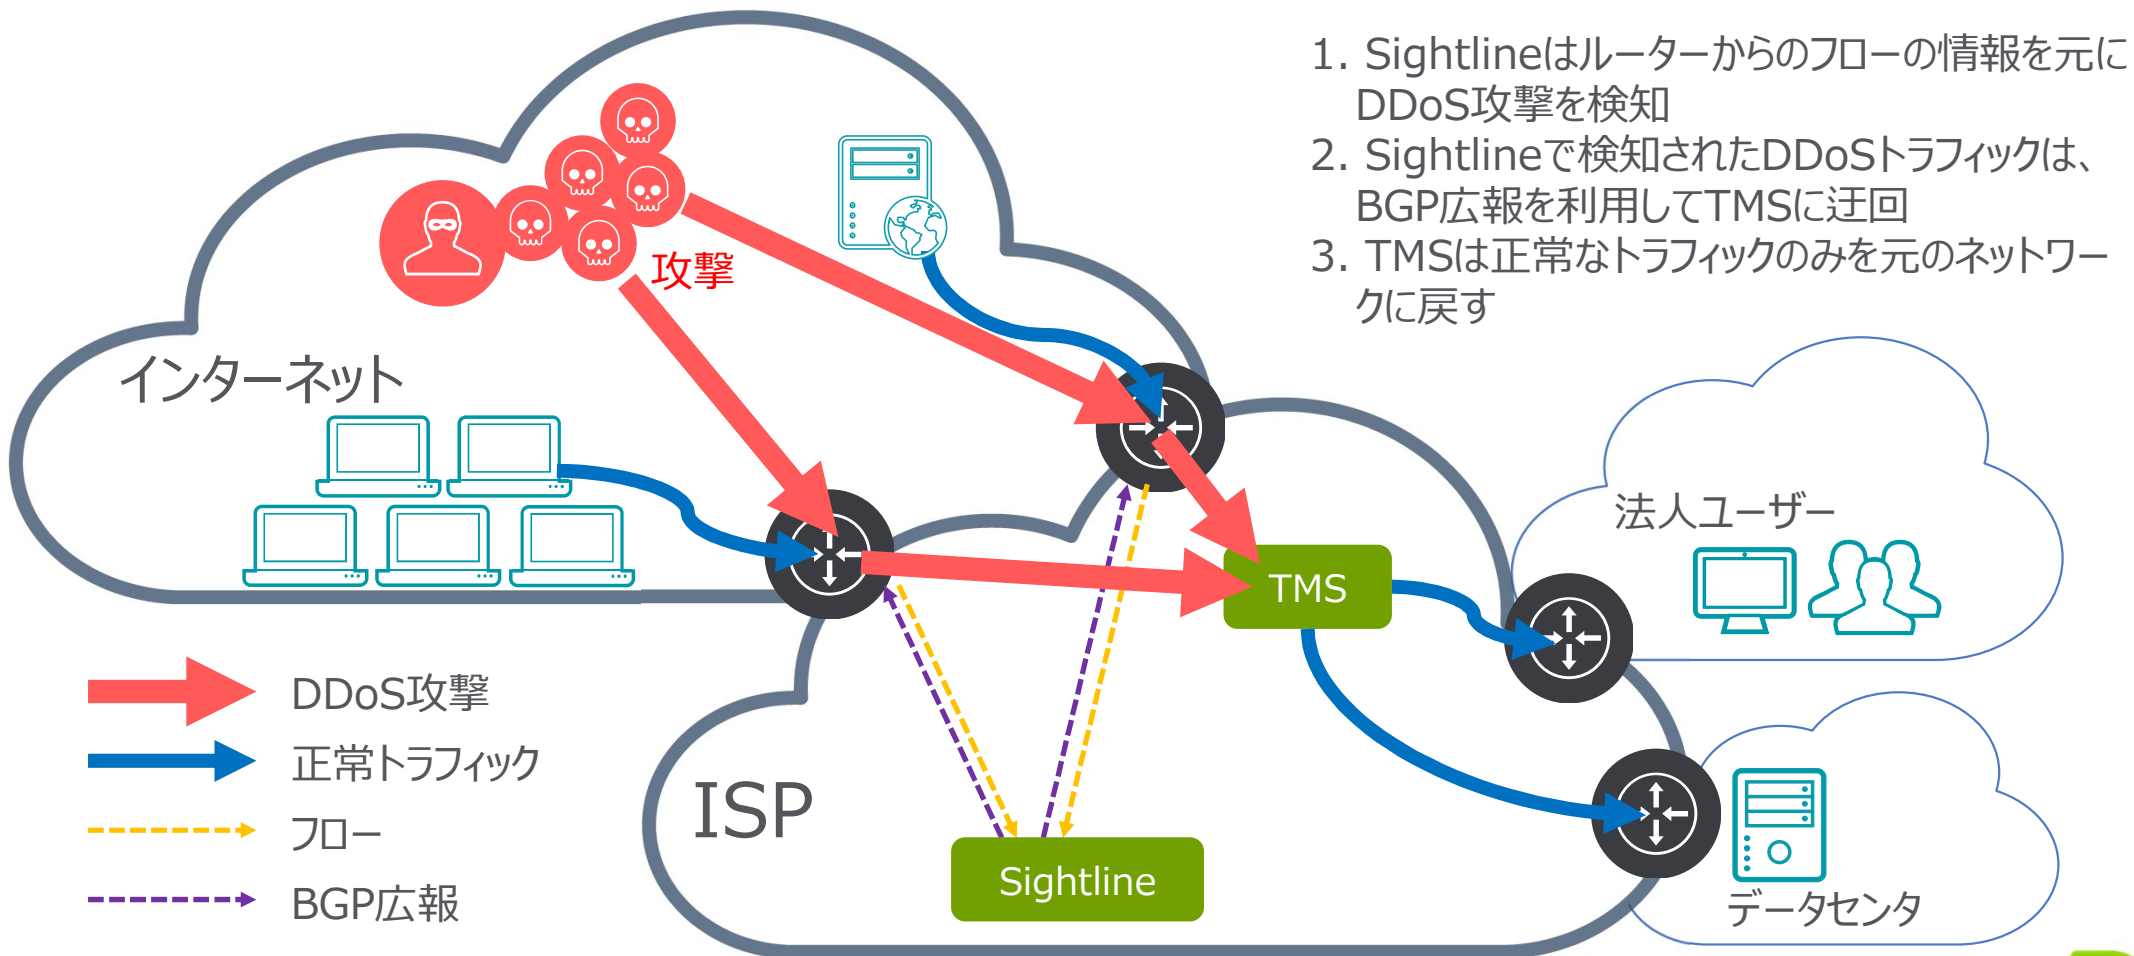 1. Sightlineはルーターからのフローの情報を元に
DDoS攻撃を検知
2. Sightlineで検知されたDDoSトラフィックは、
BGP広報を利用してTMSに迂回
3. TMSは正常なトラフィックのみを元のネットワー
クに戻す
攻撃
インターネット
法人ユーザー
TMS
DDoS攻撃
正常トラフィック
フロー
BGP広報
ISP
Sightline
データセンタ